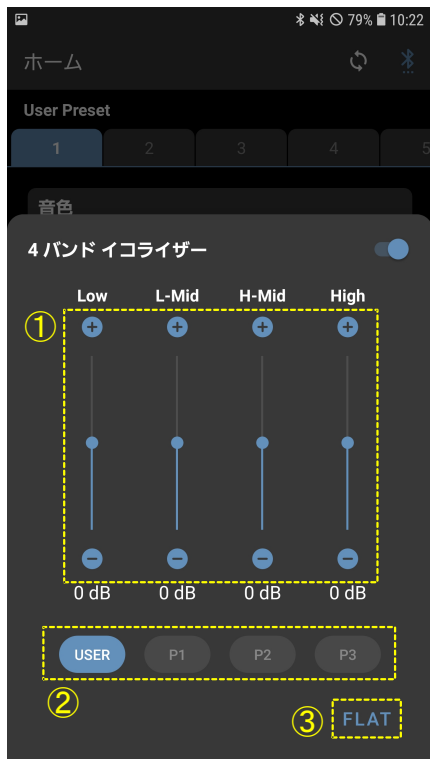 79% 10:22
ホーム
User Preset
1 2 3 4 5
音色
4 バンド イコライザー
Low L-Mid H-Mid High
①
0 dB 0 dB 0 dB 0 dB
USER P1 P2 P3
②
③ FLAT